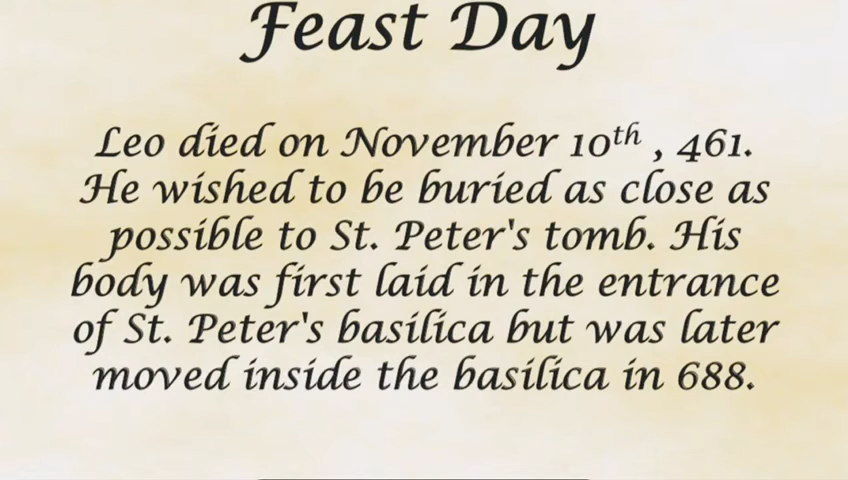 Feast Day
Leo died on November 10th , 461.
He wished to be buried as close as
possible to St. Peter's tomb. His
body was first laid in the entrance
of St. Peter's basilica but was later
moved inside the basilica in 688.